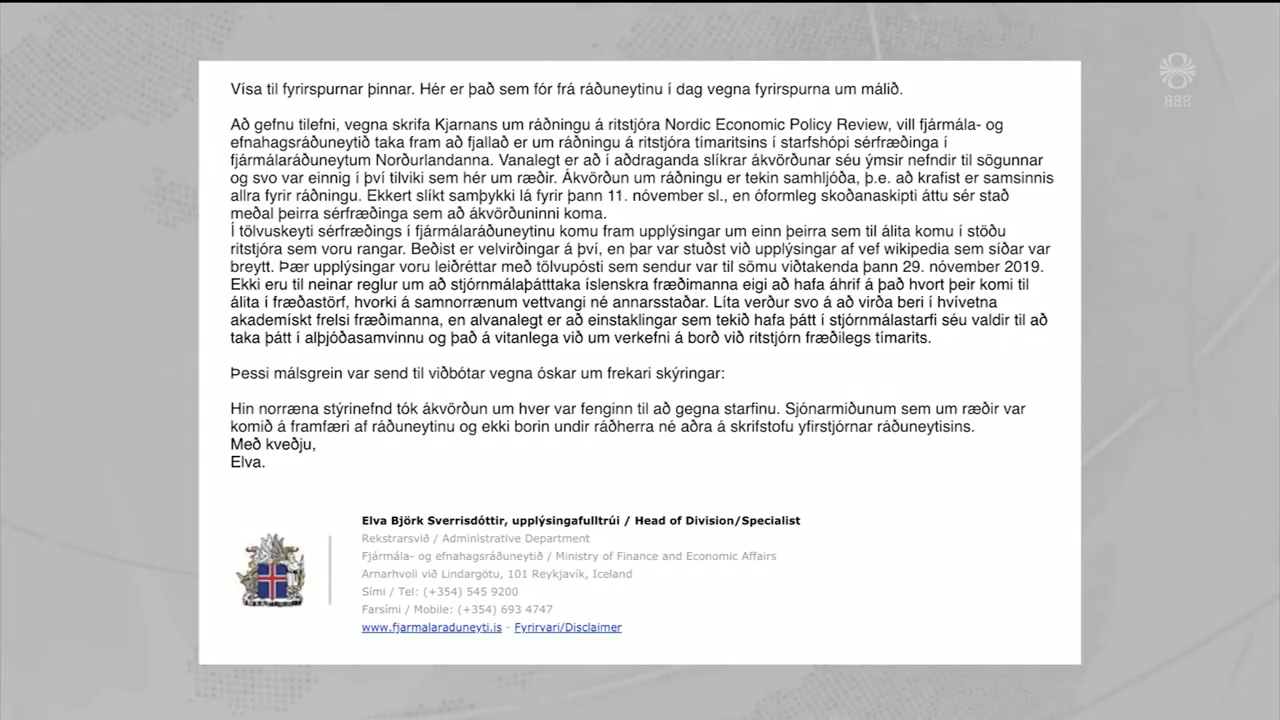 888
Vísa til fyrirspurnar þinnar. Hér er það sem fór frá ráðuneytinu í dag vegna fyrirspurna um málið.
Að gefnu tilefni, vegna skrifa Kjarnans um ráðningu á ritstjóra Nordic Economic Policy Review, vill fjármála- og
efnahagsráðuneytið taka fram að fjallað er um ráðningu á ritstjóra tímaritsins í starfshópi sérfræðinga í
fjármálaráðuneytum Norðurlandanna. Vanalegt er að í aðdraganda slíkrar ákvörðunar séu ýmsir nefndir til sögunnar
og svo var einnig í því tilviki sem hér um ræðir. Ákvörðun um ráðningu er tekin samhljóða, þ.e. að krafist er samsinnis
allra fyrir ráðningu. Ekkert slíkt samþykki lá fyrir þann 11. nóvember sl., en óformleg skoðanaskipti áttu sér stað
meðal þeirra sérfræðinga sem að ákvörðuninni koma.
Í tölvuskeyti sérfræðings í fjármálaráðuneytinu komu fram upplýsingar um einn þeirra sem til álita komu í stöðu
ritstjóra sem voru rangar. Beðist er velvirðingar á því, en þar var stuðst við upplýsingar af vef wikipedia sem síðar var
breytt. Þær upplýsingar voru leiðréttar með tölvupósti sem sendur var til sömu viðtakenda þann 29. nóvember 2019.
Ekki eru til neinar reglur um að stjórnmálaþátttaka íslenskra fræðimanna eigi að hafa áhrif á það hvort þeir komi til
álita í fræðastörf, hvorki á samnorrænum vettvangi né annarsstaðar. Líta verður svo á að virða beri í hvívetna
akademískt frelsi fræðimanna, en alvanalegt er að einstaklingar sem tekið hafa þátt í stjórnmálastarfi séu valdir til að
taka þátt í alþjóðasamvinnu og það á vitanlega við um verkefni á borð við ritstjórn fræðilegs tímarits.
Þessi málsgrein var send til viðbótar vegna óskar um frekari skýringar:
Hin norræna stýrinefnd tók ákvörðun um hver var fenginn til að gegna starfinu. Sjónarmiðunum sem um ræðir var
komið á framfæri af ráðuneytinu og ekki borin undir ráðherra né aðra á skrifstofu yfirstjórnar ráðuneytisins.
Með kveðju,
Elva.
Elva Björk Sverrisdóttir, upplýsingafulltrúi / Head of Division/Specialist
Rekstrarsvið / Administrative Department
Fjármála- og efnahagsráðuneytið / Ministry of Finance and Economic Affairs
Arnarhvoli við Lindargötu, 101 Reykjavík, Iceland
Sími / Tel: (+354) 545 9200
Farsími / Mobile: (+354) 693 4747
www.fjarmalaraduneyti.is - Fyrirvari/Disclaimer